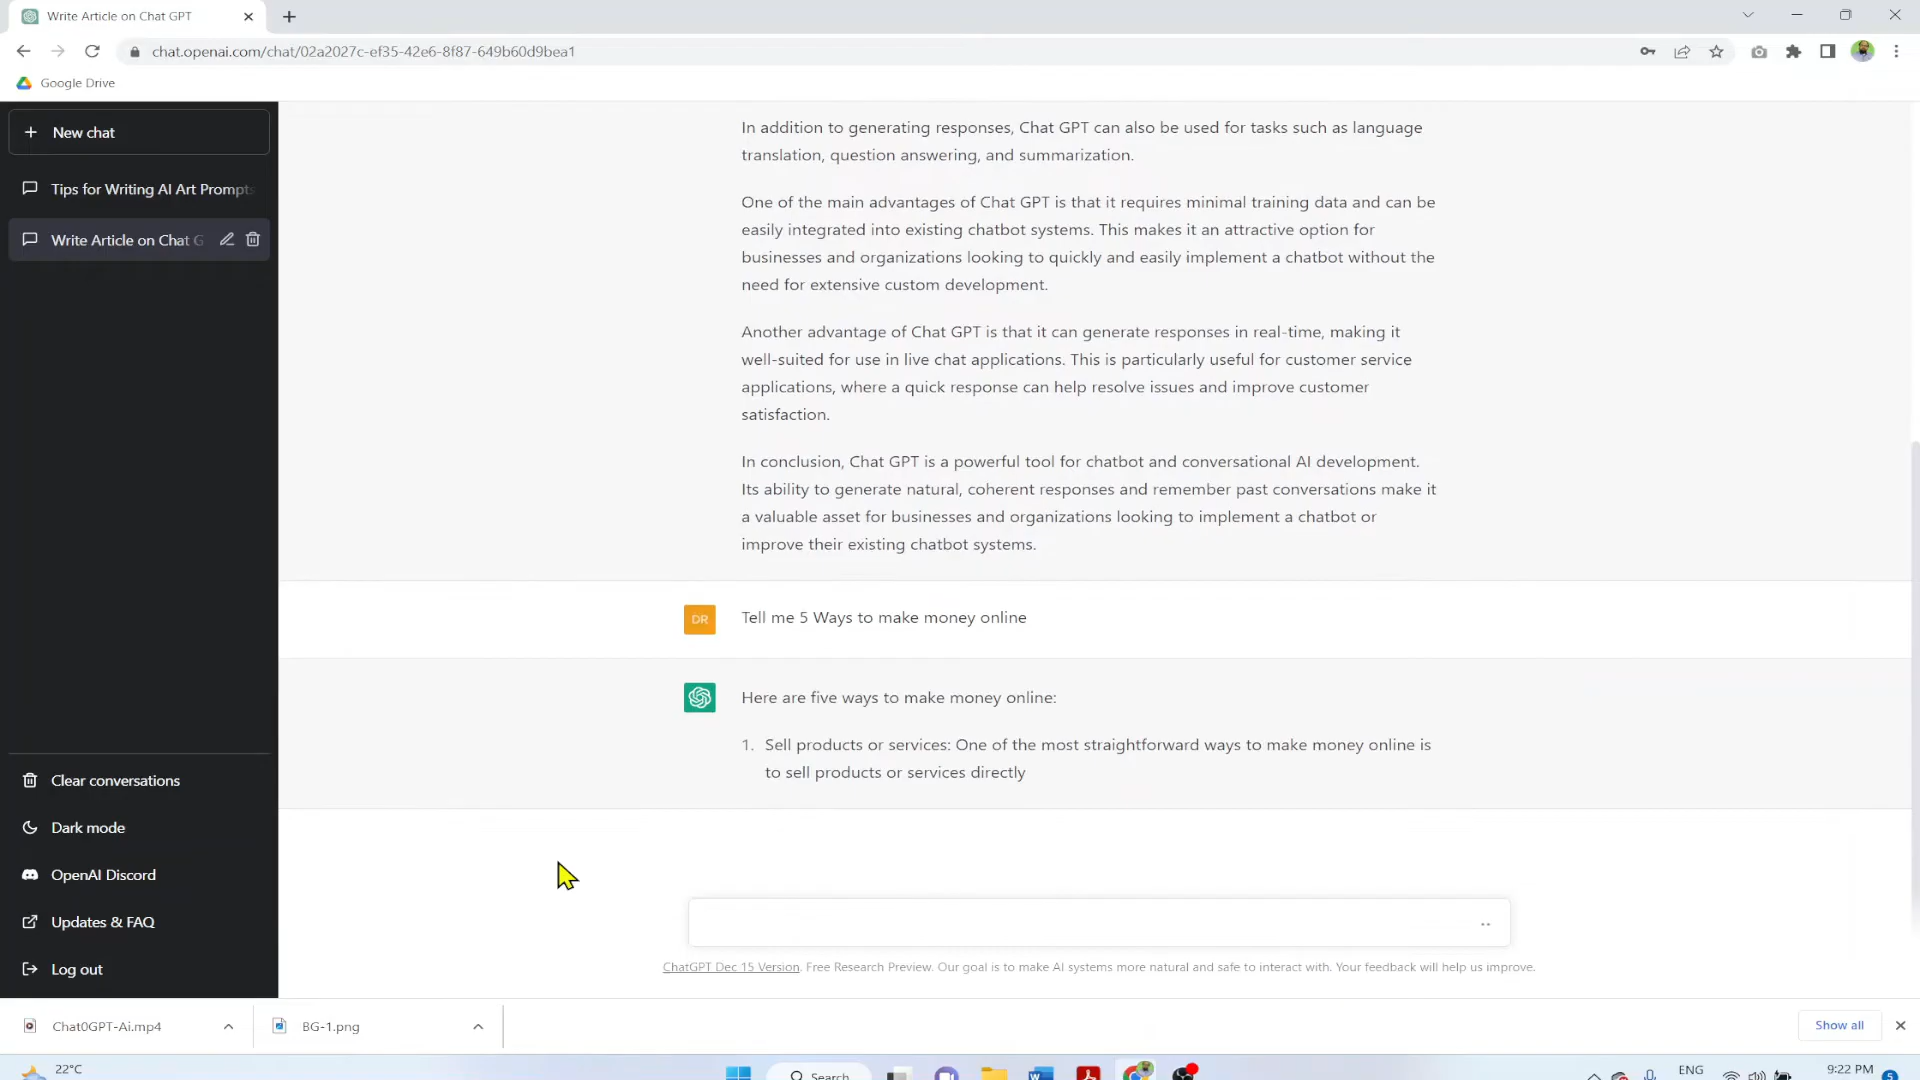 Write Article on Chat GPT
chat.openai.com/chat/02a2027c-ef35-42e6-8f87-649b60d9bea1
Google Drive
New chat
Tips for Writing AI Art Prompts
Write Article on Chat G
In addition to generating responses, Chat GPT can also be used for tasks such as language
translation, question answering, and summarization.
One of the main advantages of Chat GPT is that it requires minimal training data and can be
easily integrated into existing chatbot systems. This makes it an attractive option for
businesses and organizations looking to quickly and easily implement a chatbot without the
need for extensive custom development.
Another advantage of Chat GPT is that it can generate responses in real-time, making it
well-suited for use in live chat applications. This is particularly useful for customer service
applications, where a quick response can help resolve issues and improve customer
satisfaction.
In conclusion, Chat GPT is a powerful tool for chatbot and conversational AI development.
Its ability to generate natural, coherent responses and remember past conversations make it
a valuable asset for businesses and organizations looking to implement a chatbot or
improve their existing chatbot systems.
DR
Tell me 5 Ways to make money online
Here are five ways to make money online:
1. Sell products or services: One of the most straightforward ways to make money online is
to sell products or services directly
Clear conversations
Dark mode
OpenAI Discord
Updates & FAQ
Log out
ChatGPT Dec 15 Version. Free Research Preview. Our goal is to make AI systems more natural and safe to interact with. Your feedback will help us improve.
Chat0GPT-Ai.mp4
BG-1.png
Show all
22°C
Search
ENG
9:22 PM
5